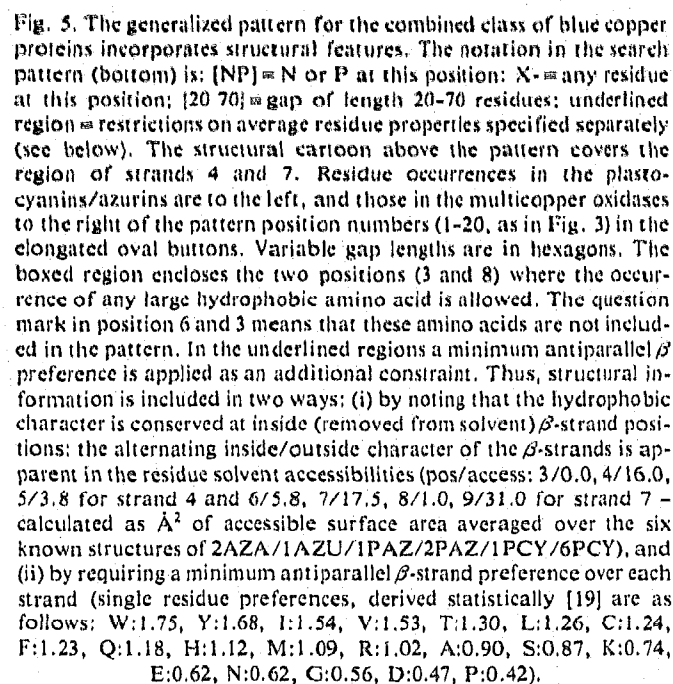 Fig. 5. The generalized pattern for the combined class of blue copper
proteins incorporates structural features. The notation in the search
pattern (bottom) is: [NP] = N or P at this position: X- = any residue
at this position; [20 70] = gap of length 20-70 residues; underlined
region = restrictions on average residue properties specified separately
(see below). The structural cartoon above the pattern covers the
region of strands 4 and 7. Residue occurrences in the plasto-
cyanins/azurins are to the left, and those in the multicopper oxidases
to the right of the pattern position numbers (1-20, as in Fig. 3) in the
elongated oval buttons. Variable gap lengths are in hexagons. The
boxed region encloses the two positions (3 and 8) where the occur-
rence of any large hydrophobic amino acid is allowed. The question
mark in position 6 and 3 means that these amino acids are not includ-
ed in the pattern. In the underlined regions a minimum antiparallel β
preference is applied as an additional constraint. Thus, structural in-
formation is included in two ways: (i) by noting that the hydrophobic
character is conserved at inside (removed from solvent) β-strand posi-
tions: the alternating inside/outside character of the β-strands is ap-
parent in the residue solvent accessibilities (pos/access: 3/0.0, 4/16.0,
5/3.8 for strand 4 and 6/5.8, 7/17.5, 8/1.0, 9/31.0 for strand 7 –
calculated as Å² of accessible surface area averaged over the six
known structures of 2AZA/1AZU/1PAZ/2PAZ/1PCY/6PCY), and
(ii) by requiring a minimum antiparallel β-strand preference over each
strand (single residue preferences, derived statistically [19] are as
follows: W:1.75, Y:1.68, I:1.54, V:1.53, T:1.30, L:1.26, C:1.24,
F:1.23, Q:1.18, H:1.12, M:1.09, R:1.02, A:0.90, S:0.87, K:0.74,
E:0.62, N:0.62, G:0.56, D:0.47, P:0.42).